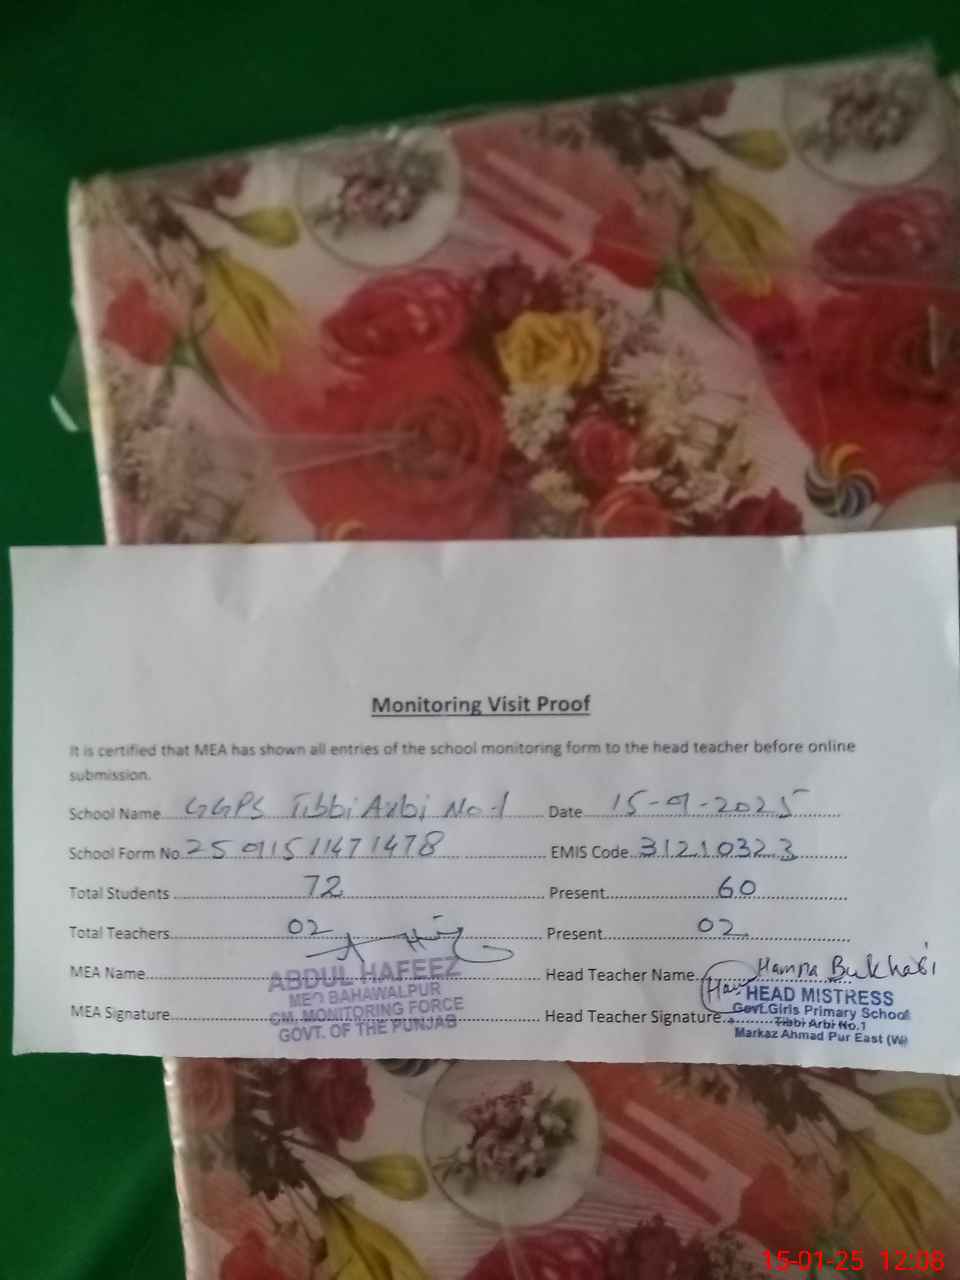 Monitoring Visit Proof
It is certified that MEA has shown all entries of the school monitoring form to the head teacher before online
submission.
School Name GGPS Tibbi Arbi No-1 Date 15-01-2025
School Form No. 25011511471478 EMIS Code 31210323
Total Students 72 Present 60
Total Teachers 02 Present 02
MEA Name Head Teacher Name Hamna Bukhari
MEA Signature Head Teacher Signature
ABDUL HAFEEZ
MEO BAHAWALPUR
CM. MONITORING FORCE
GOVT. OF THE PUNJAB
HEAD MISTRESS
Govt.Girls Primary School
Tibbi Arbi No.1
Markaz Ahmad Pur East (W)
15-01-25 12:08